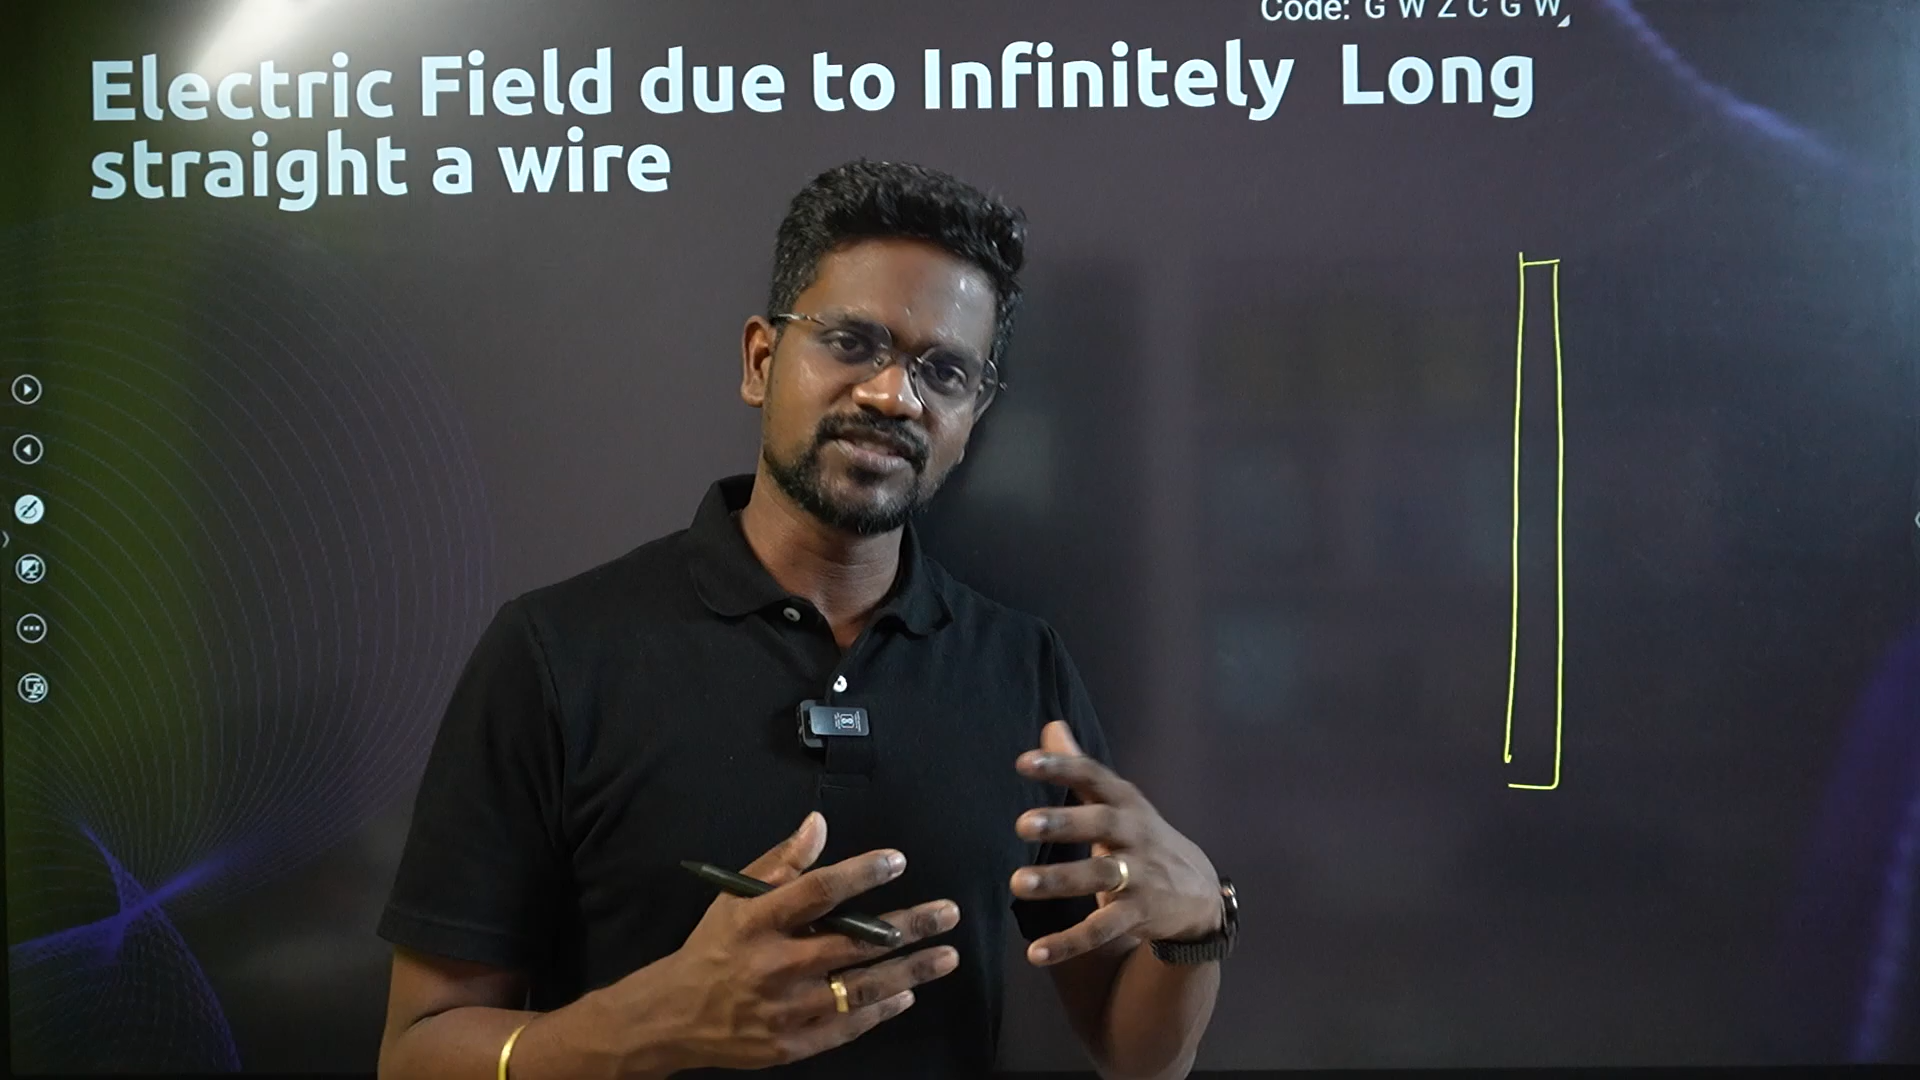 Code: G W Z C G W
Electric Field due to Infinitely Long
straight a wire